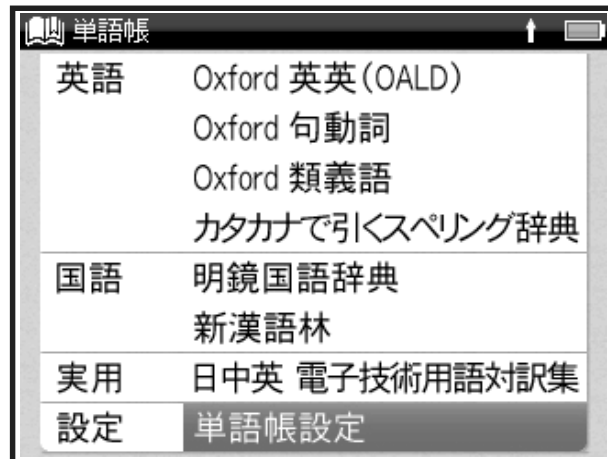 単語帳
英語 Oxford 英英(OALD)
Oxford 句動詞
Oxford 類義語
カタカナで引くスペリング辞典
国語 明鏡国語辞典
新漢語林
実用 日中英 電子技術用語対訳集
設定 単語帳設定